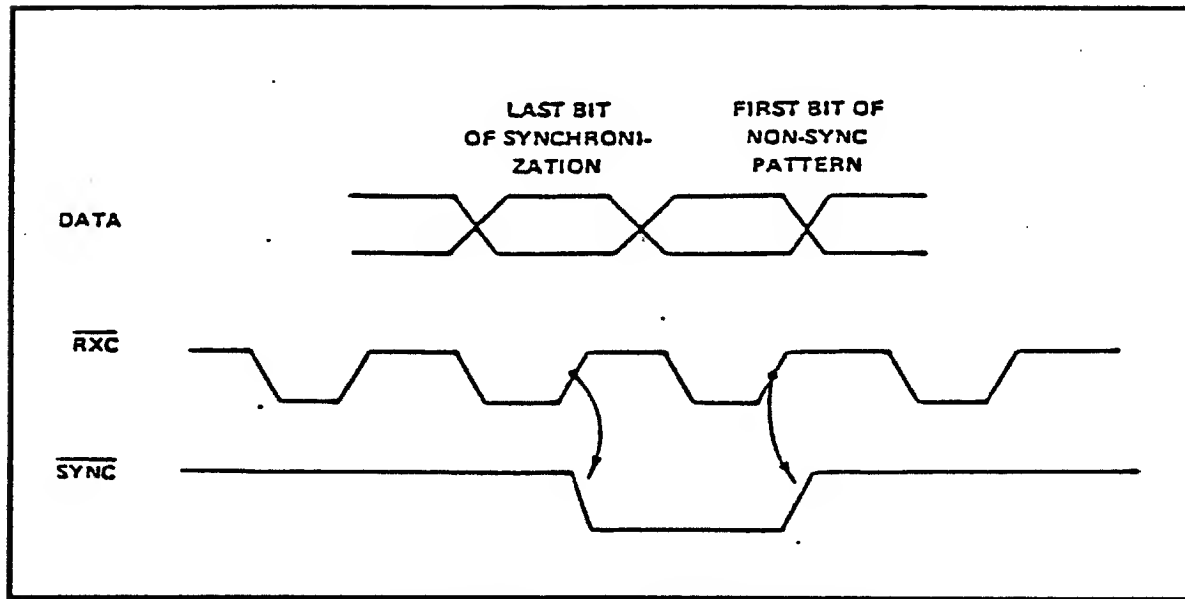 LAST BIT
OF SYNCHRONI-
ZATION
FIRST BIT OF
NON-SYNC
PATTERN
DATA
RXC
SYNC